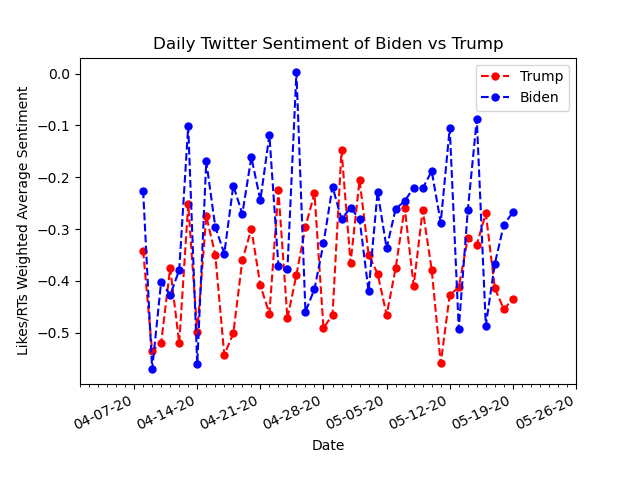 Daily Twitter Sentiment of Biden vs Trump
Trump
Biden
Likes/RTs Weighted Average Sentiment
0.0
−0.1
−0.2
−0.3
−0.4
−0.5
04-07-20
04-14-20
04-21-20
04-28-20
05-05-20
05-12-20
05-19-20
05-26-20
Date